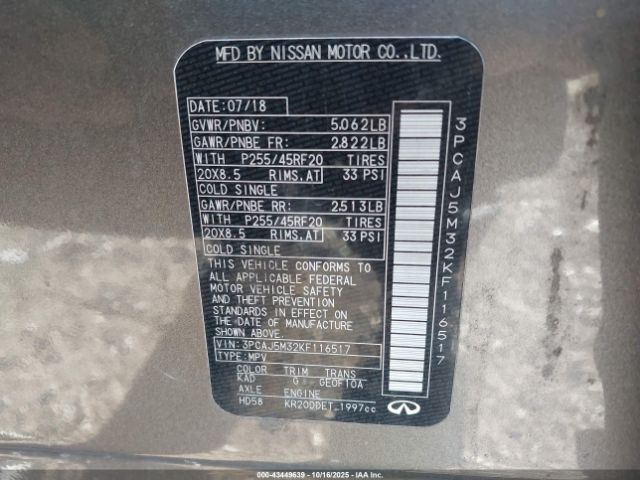 MFD BY NISSAN MOTOR CO.,LTD.
DATE:07/18
GVWR/PNBV: 5.062LB
GAWR/PNBE FR: 2.822LB
WITH P255/45RF20 TIRES
20X8.5 RIMS,AT 33 PSI
COLD SINGLE
GAWR/PNBE RR: 2.513LB
WITH P255/45RF20 TIRES
20X8.5 RIMS,AT 33 PSI
COLD SINGLE
THIS VEHICLE CONFORMS TO
ALL APPLICABLE FEDERAL
MOTOR VEHICLE SAFETY
AND THEFT PREVENTION
STANDARDS IN EFFECT ON
THE DATE OF MANUFACTURE
SHOWN ABOVE
VIN:3PCAJ5M32KF116517
TYPE:MPV
COLOR TRIM TRANS
KAD G GE0F10A
AXLE ENGINE
HD58 KR20DDET 1997cc
3PCAJ5M32KF116517
INFINITI
000-43449639 - 10/16/2025 - IAA Inc.